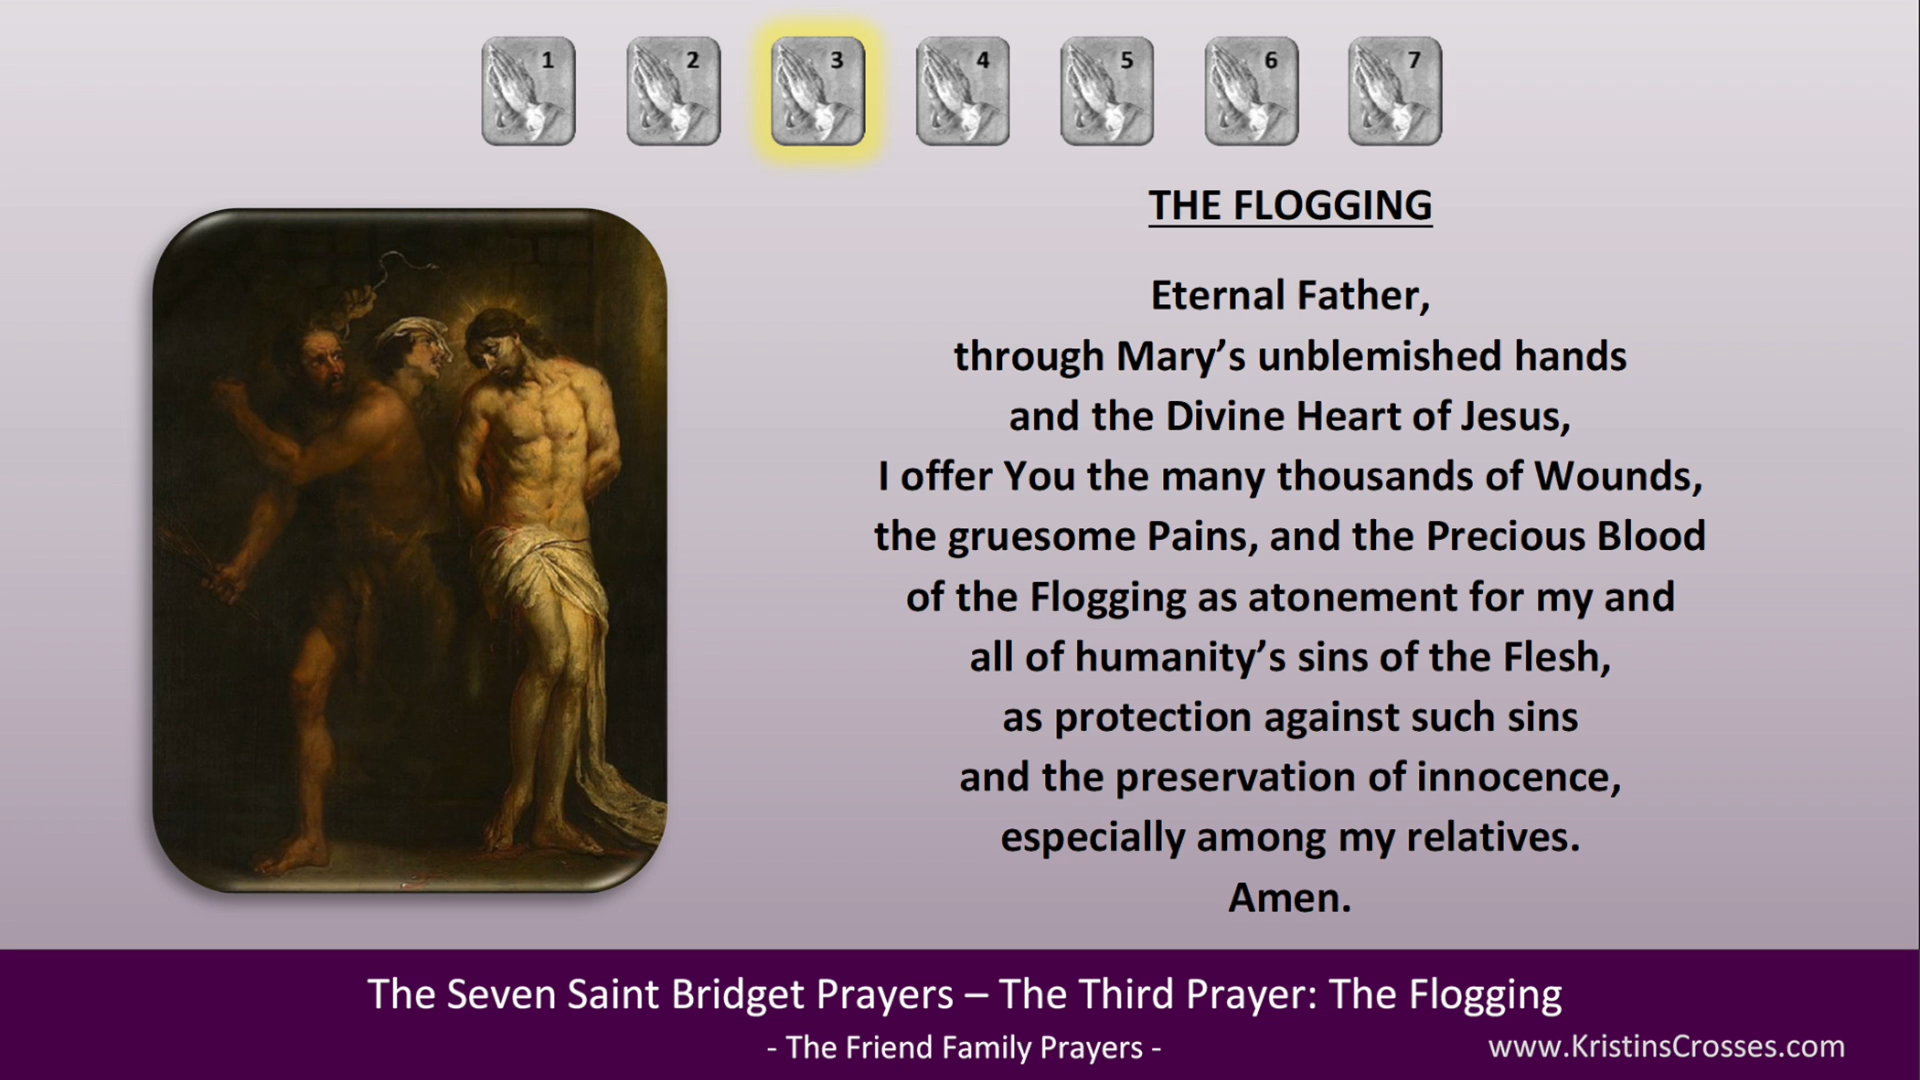 1 2 3 4 5 6 7
THE FLOGGING
Eternal Father,
through Mary’s unblemished hands
and the Divine Heart of Jesus,
I offer You the many thousands of Wounds,
the gruesome Pains, and the Precious Blood
of the Flogging as atonement for my and
all of humanity’s sins of the Flesh,
as protection against such sins
and the preservation of innocence,
especially among my relatives.
Amen.
The Seven Saint Bridget Prayers – The Third Prayer: The Flogging
- The Friend Family Prayers -
www.KristinsCrosses.com